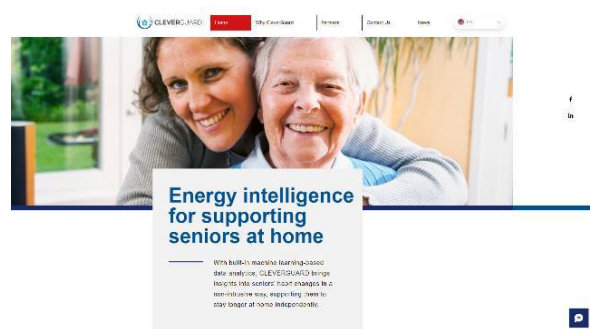 CLEVERGUARD
Home Why CleverGuard Partners Contact Us News EN
f
in
Energy intelligence
for supporting
seniors at home
With built-in machine learning-based
data analytics, CLEVERGUARD brings
insights into seniors' habit changes in a
non-intrusive way, supporting them to
stay longer at home independently.